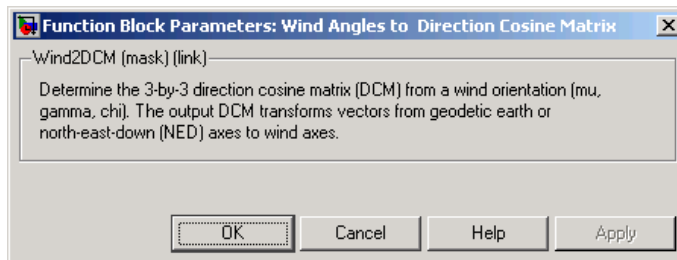 Function Block Parameters: Wind Angles to Direction Cosine Matrix
Wind2DCM (mask) (link)
Determine the 3-by-3 direction cosine matrix (DCM) from a wind orientation (mu,
gamma, chi). The output DCM transforms vectors from geodetic earth or
north-east-down (NED) axes to wind axes.
OK Cancel Help Apply